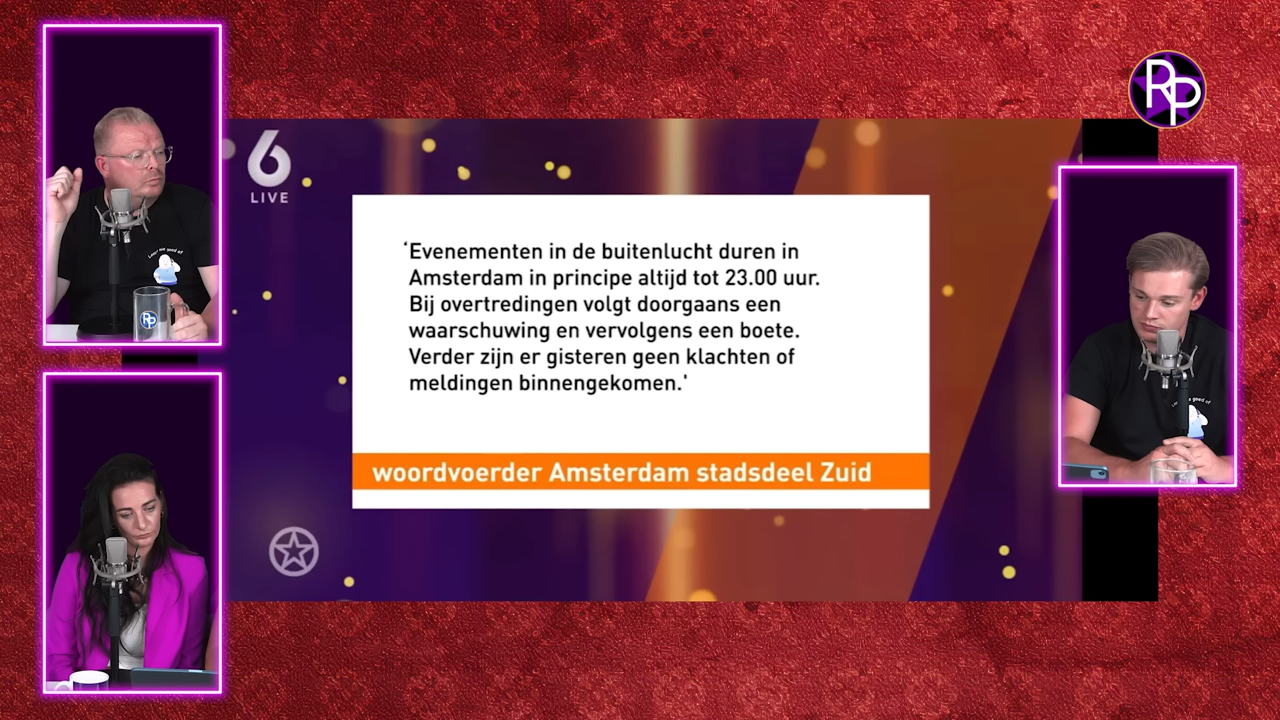 RP
6
LIVE
‘Evenementen in de buitenlucht duren in
Amsterdam in principe altijd tot 23.00 uur.
Bij overtredingen volgt doorgaans een
waarschuwing en vervolgens een boete.
Verder zijn er gisteren geen klachten of
meldingen binnengekomen.'
woordvoerder Amsterdam stadsdeel Zuid
RP